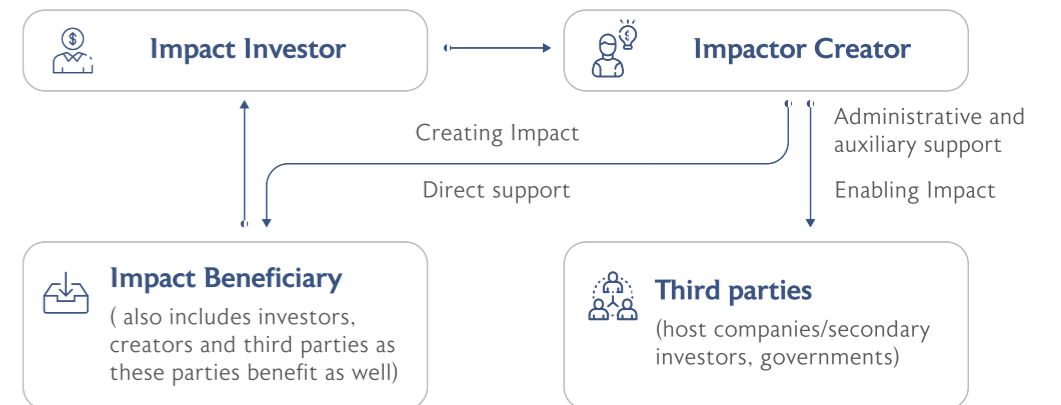 Impact Investor
Impactor Creator
Creating Impact
Direct support
Administrative and
auxiliary support
Enabling Impact
Impact Beneficiary
( also includes investors,
creators and third parties as
these parties benefit as well)
Third parties
(host companies/secondary
investors, governments)